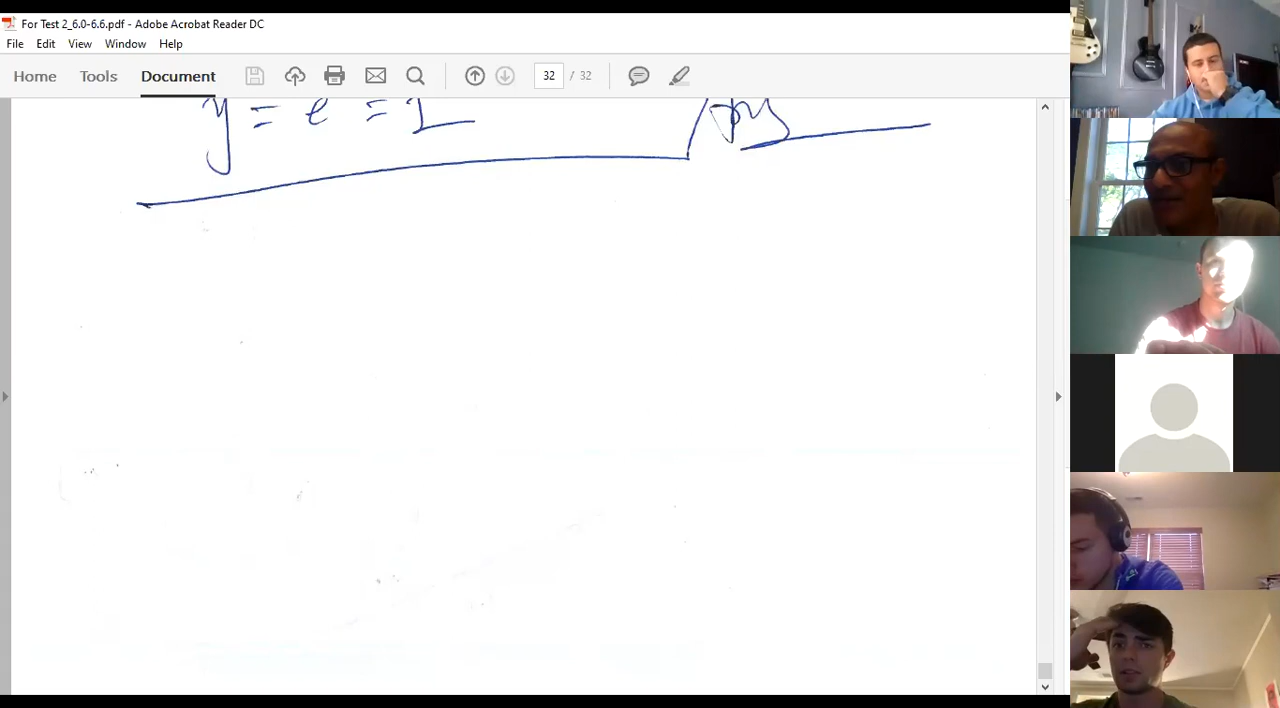 For Test 2_6.0-6.6.pdf - Adobe Acrobat Reader DC
File Edit View Window Help
Home Tools Document 32 / 32
y = e = 1